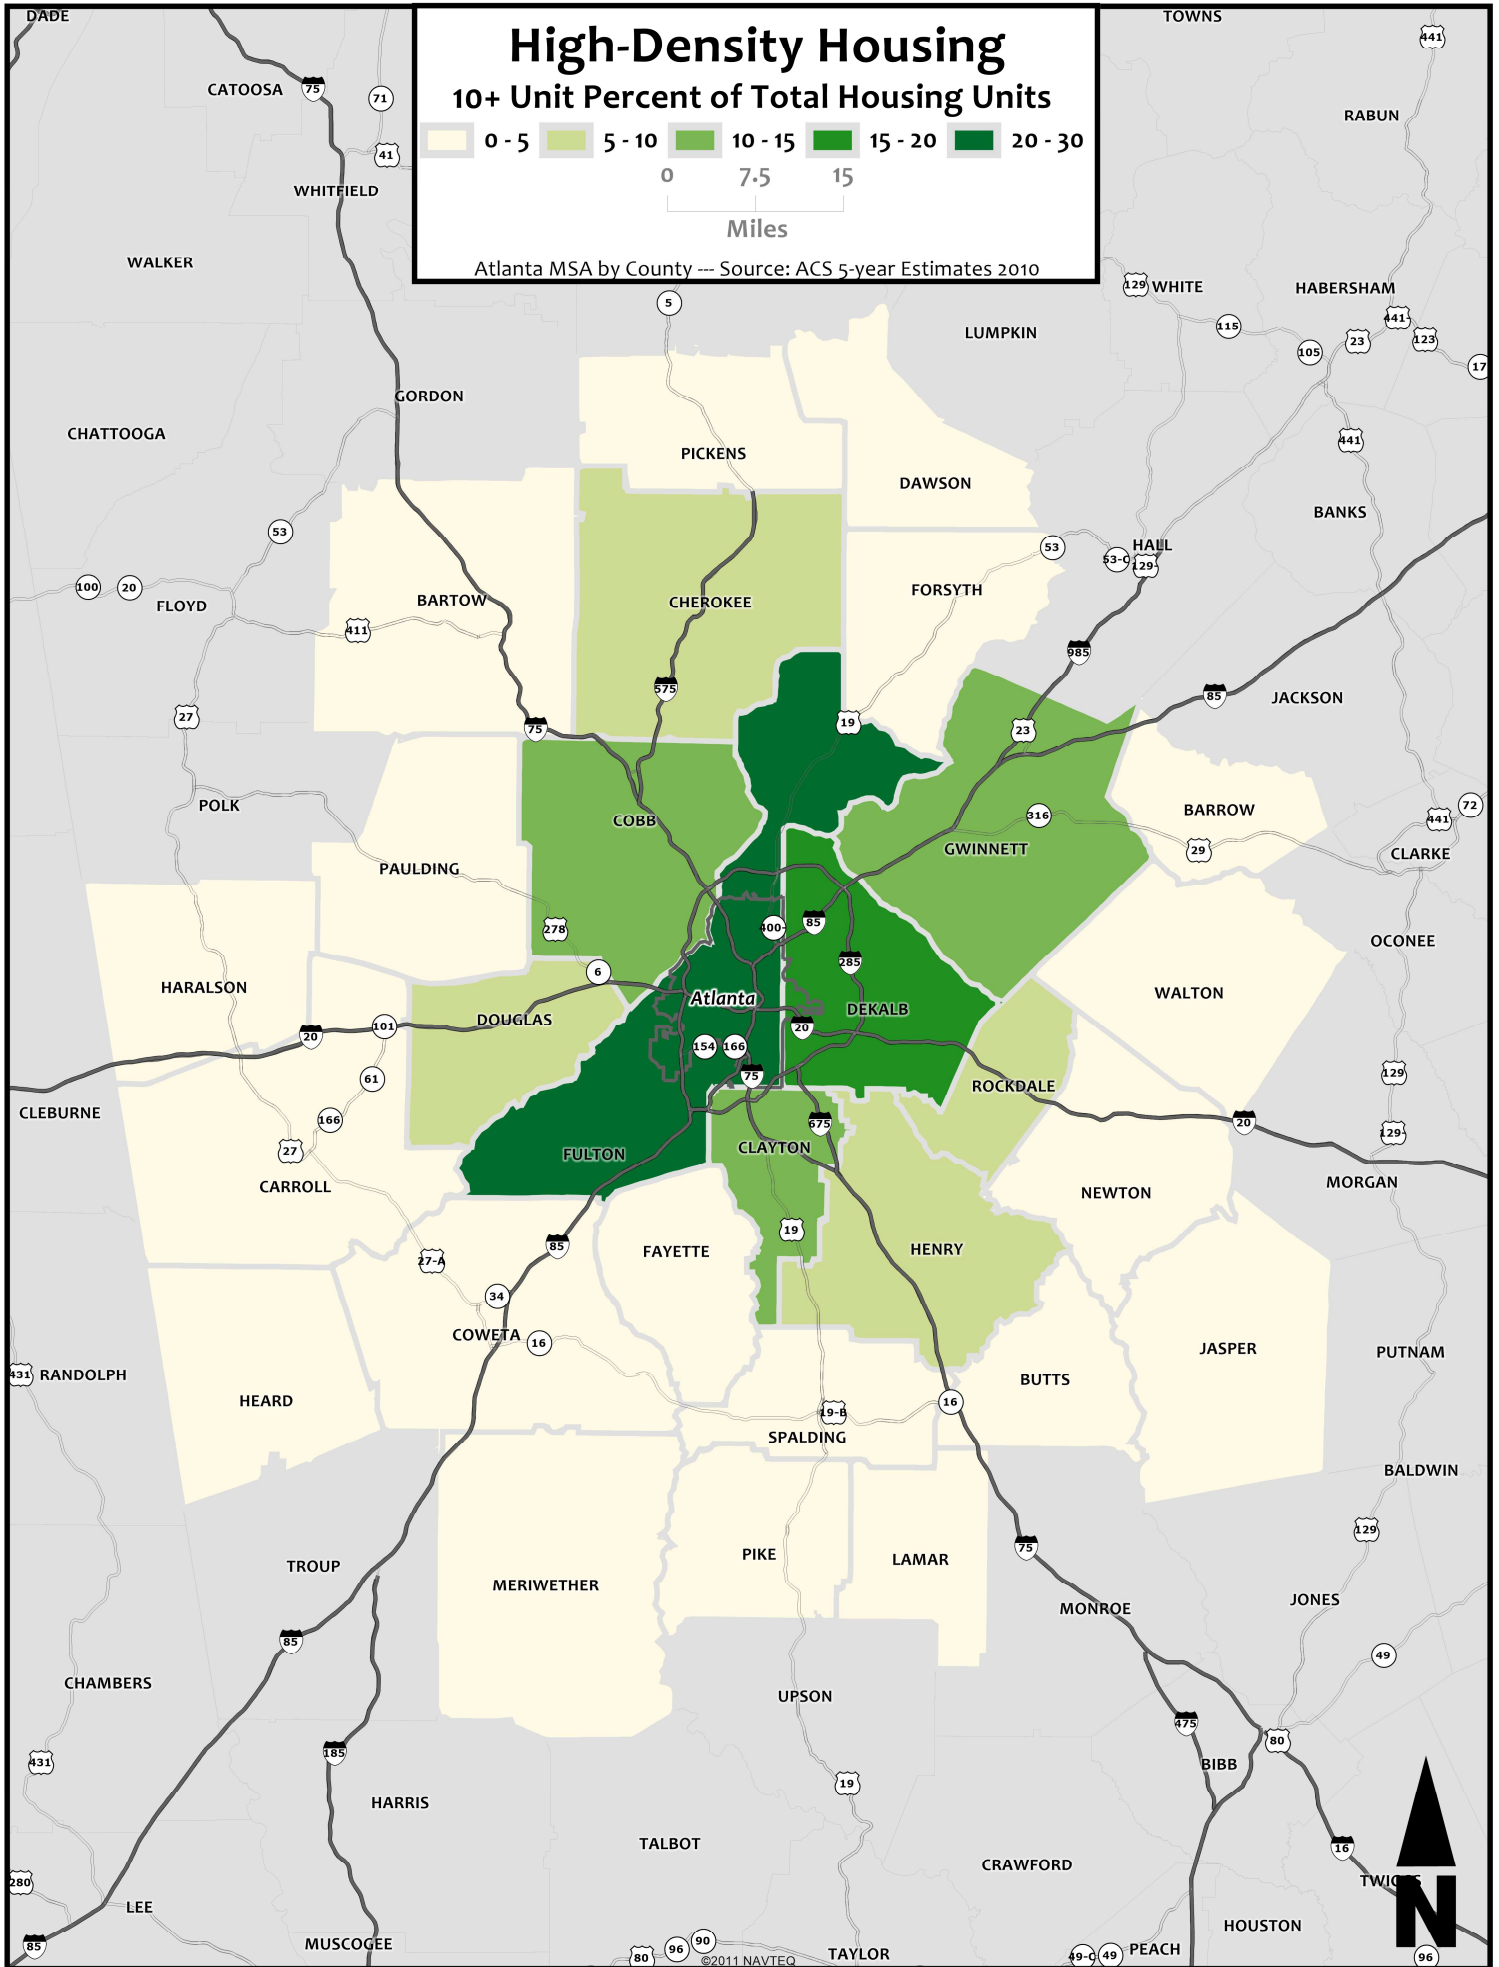 High-Density Housing
10+ Unit Percent of Total Housing Units
0 - 5 5 - 10 10 - 15 15 - 20 20 - 30
0 7.5 15
Miles
Atlanta MSA by County --- Source: ACS 5-year Estimates 2010
DADE
TOWNS
441
CATOOSA
75
71
RABUN
41
WHITFIELD
WALKER
129
WHITE
HABERSHAM
5
441-
115
LUMPKIN
23
123
105
17
GORDON
CHATTOOGA
441
PICKENS
DAWSON
BANKS
53
53
HALL
53-C
129-
100
20
FORSYTH
BARTOW
CHEROKEE
FLOYD
411
985
575
85
JACKSON
27
19
75
23
POLK
72
BARROW
316
441
COBB
GWINNETT
29
CLARKE
PAULDING
85
400-
278
OCONEE
285
6
HARALSON
WALTON
Atlanta
DEKALB
DOUGLAS
101
20
20
154
166
129
75
61
ROCKDALE
CLEBURNE
166
675
20
129-
27
CLAYTON
FULTON
CARROLL
MORGAN
NEWTON
19
85
FAYETTE
HENRY
27-A
34
COWETA
16
JASPER
PUTNAM
431
RANDOLPH
BUTTS
HEARD
16
19-B
SPALDING
BALDWIN
129
75
PIKE
LAMAR
TROUP
MERIWETHER
JONES
MONROE
85
49
CHAMBERS
UPSON
475
80
185
431
BIBB
19
HARRIS
TALBOT
16
CRAWFORD
280
TWIGGS
LEE
N
HOUSTON
85
MUSCOGEE
90
96
80
©2011 NAVTEQ
TAYLOR
49-C
49
PEACH
96